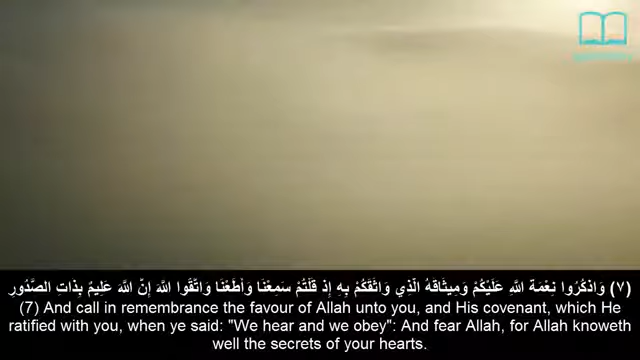 (٧) وَاذْكُرُوا نِعْمَةَ اللَّهِ عَلَيْكُمْ وَمِيثَاقَهُ الَّذِي وَاثَقَكُمْ بِهِ إِذْ قُلْتُمْ سَمِعْنَا وَأَطَعْنَا وَاتَّقُوا اللَّهَ إِنَّ اللَّهَ عَلِيمٌ بِذَاتِ الصُّدُورِ
(7) And call in remembrance the favour of Allah unto you, and His covenant, which He
ratified with you, when ye said: "We hear and we obey": And fear Allah, for Allah knoweth
well the secrets of your hearts.